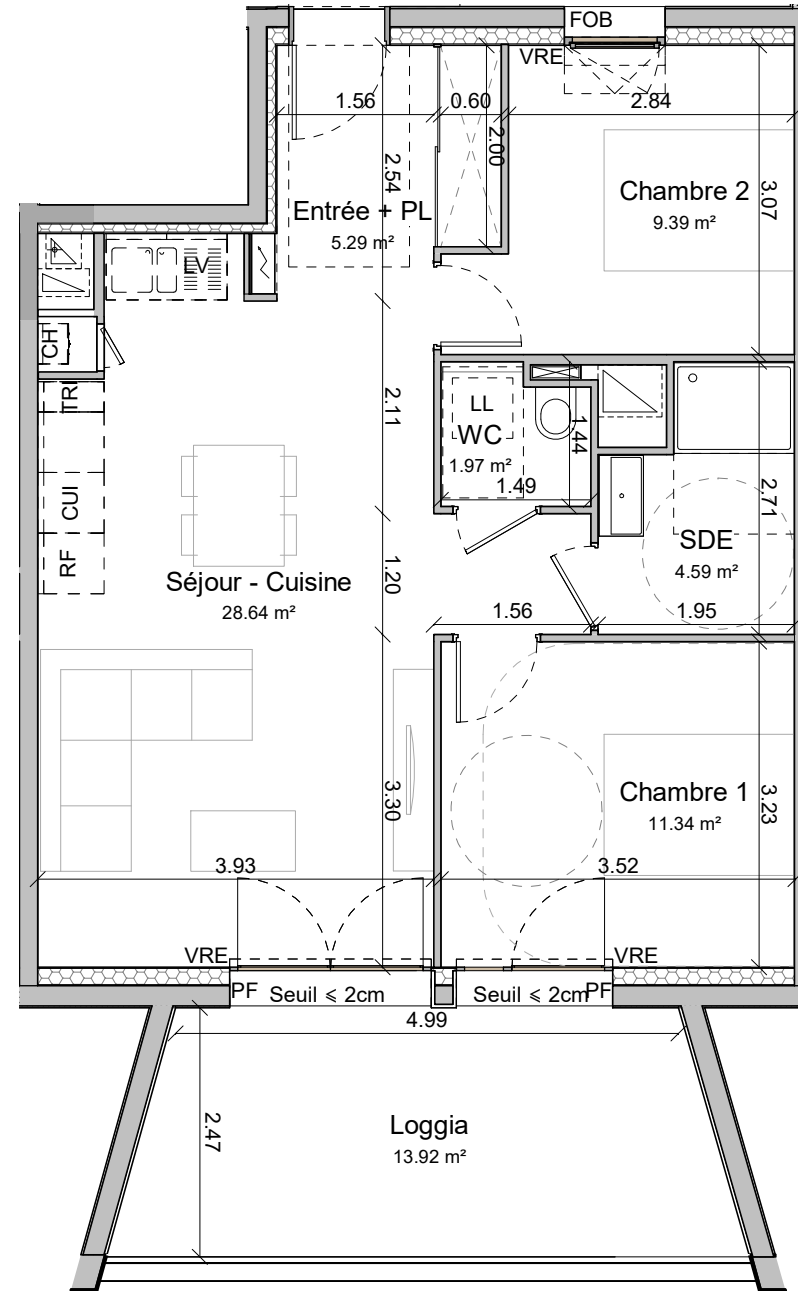 FOB
VRE
1.56
0.60
2.84
2.00
2.54
3.07
Entrée + PL
5.29 m²
Chambre 2
9.39 m²
LV
CH
TRI
2.11
LL
WC
1.97 m²
1.44
1.49
CUI
2.71
SDE
4.59 m²
RF
Séjour - Cuisine
28.64 m²
1.20
1.56
1.95
Chambre 1
11.34 m²
3.30
3.23
3.93
3.52
VRE
VRE
PF
Seuil ⩽ 2cm
Seuil ⩽ 2cm
PF
4.99
2.47
Loggia
13.92 m²